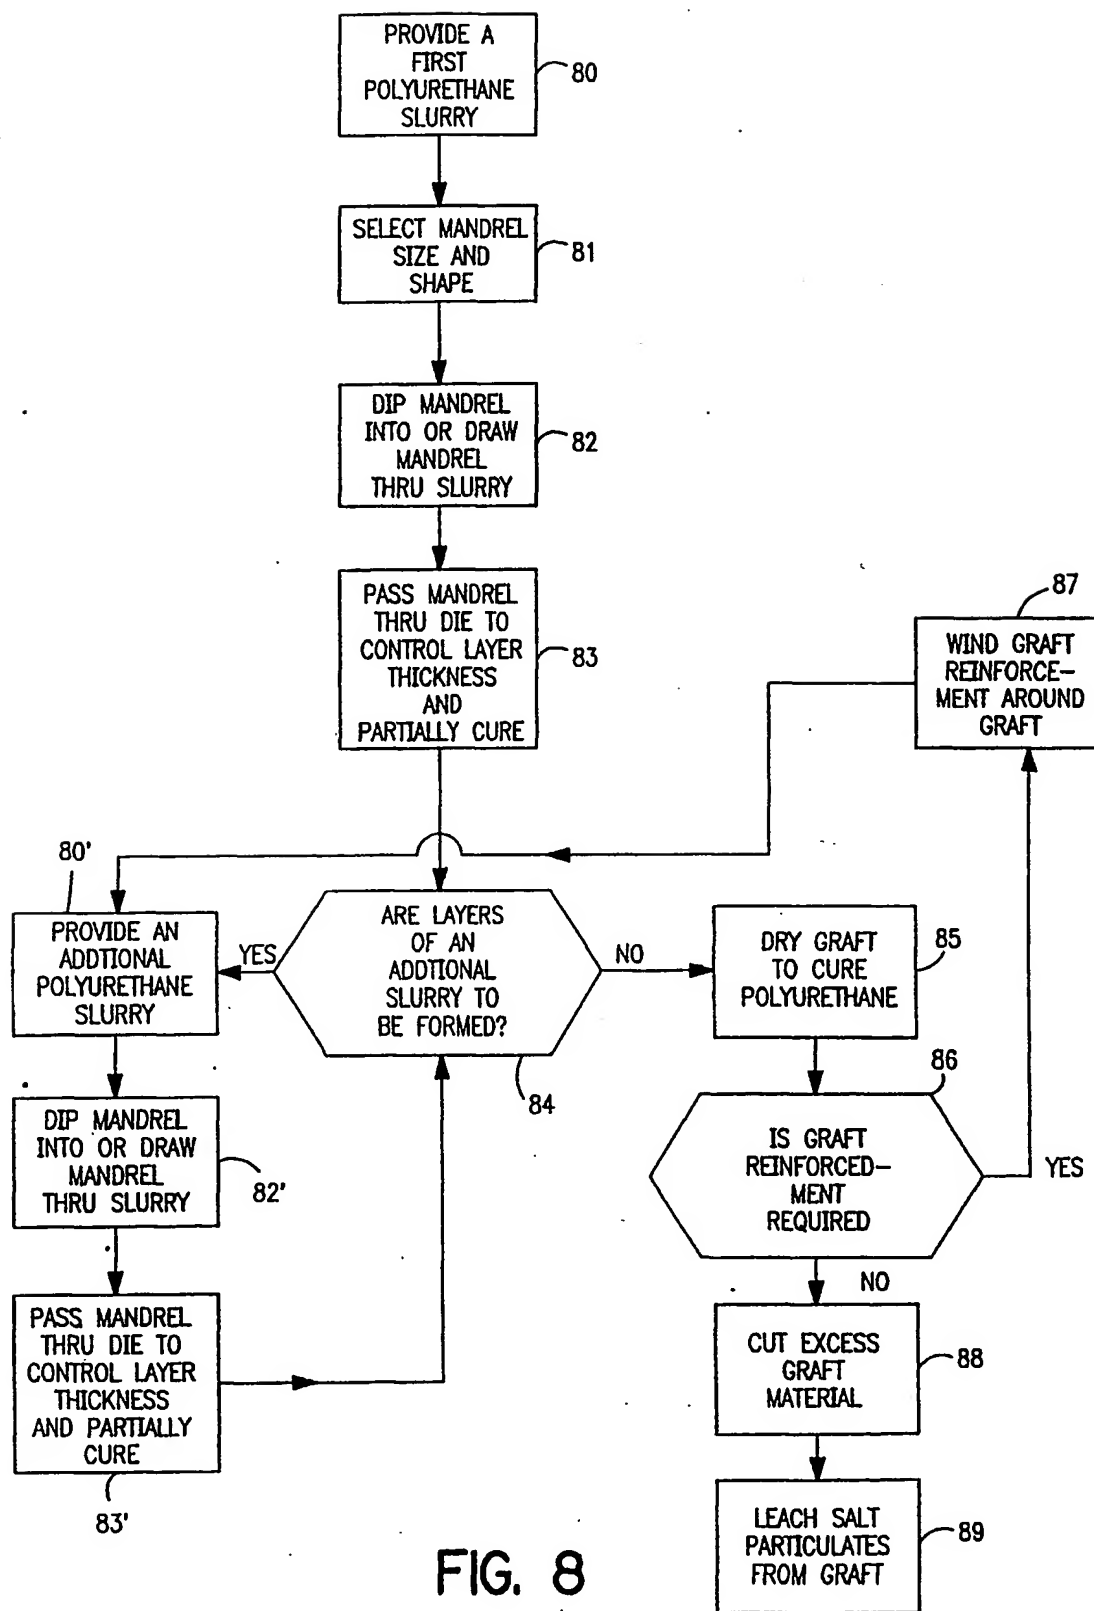 PROVIDE A
FIRST
POLYURETHANE
SLURRY
80
SELECT MANDREL
SIZE AND
SHAPE
81
DIP MANDREL
INTO OR DRAW
MANDREL
THRU SLURRY
82
PASS MANDREL
THRU DIE TO
CONTROL LAYER
THICKNESS
AND
PARTIALLY CURE
83
87
WIND GRAFT
REINFORCE-
MENT AROUND
GRAFT
80'
PROVIDE AN
ADDTIONAL
POLYURETHANE
SLURRY
YES
ARE LAYERS
OF AN
ADDTIONAL
SLURRY TO
BE FORMED?
84
NO
DRY GRAFT
TO CURE
POLYURETHANE
85
86
IS GRAFT
REINFORCED-
MENT
REQUIRED
YES
NO
DIP MANDREL
INTO OR DRAW
MANDREL
THRU SLURRY
82'
PASS MANDREL
THRU DIE TO
CONTROL LAYER
THICKNESS
AND PARTIALLY
CURE
83'
CUT EXCESS
GRAFT
MATERIAL
88
LEACH SALT
PARTICULATES
FROM GRAFT
89
FIG. 8